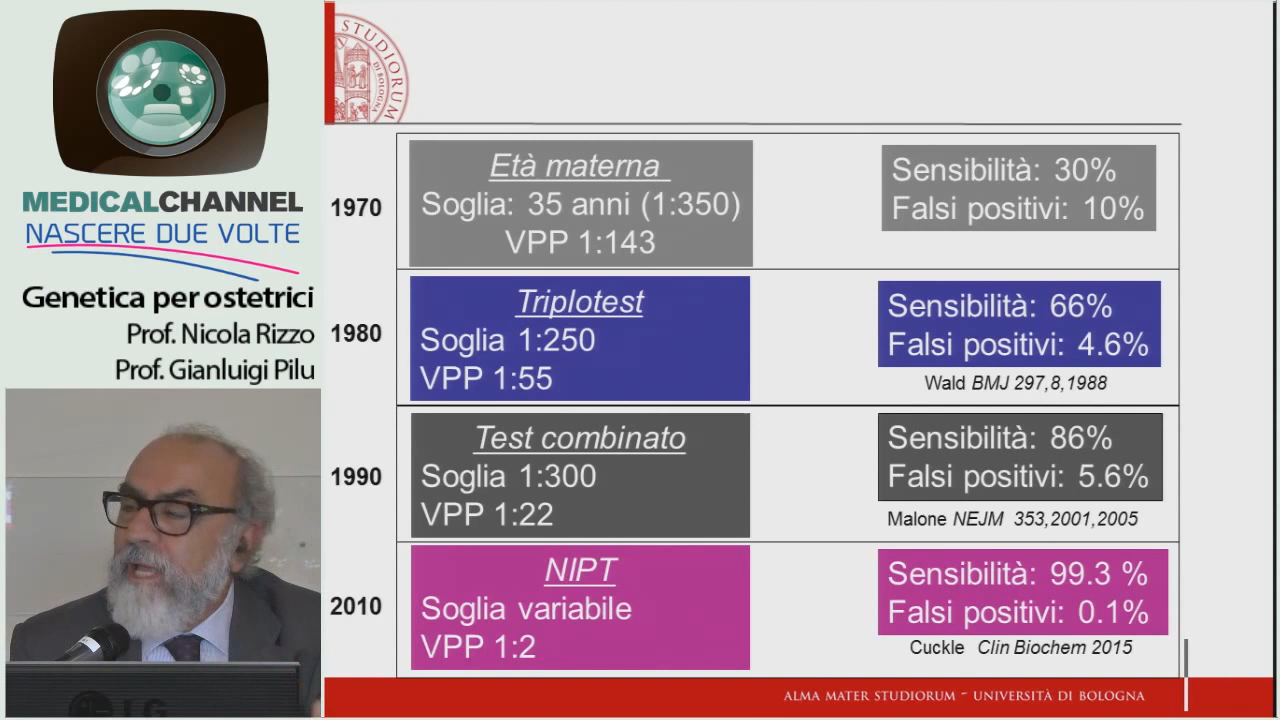 MEDICALCHANNEL
NASCERE DUE VOLTE
Genetica per ostetrici
Prof. Nicola Rizzo
Prof. Gianluigi Pilu
LG
STUDIORUM
DI BOLOGNA
1970
Età materna
Soglia: 35 anni (1:350)
VPP 1:143
Sensibilità: 30%
Falsi positivi: 10%
1980
Triplotest
Soglia 1:250
VPP 1:55
Sensibilità: 66%
Falsi positivi: 4.6%
Wald BMJ 297,8,1988
1990
Test combinato
Soglia 1:300
VPP 1:22
Sensibilità: 86%
Falsi positivi: 5.6%
Malone NEJM 353,2001,2005
2010
NIPT
Soglia variabile
VPP 1:2
Sensibilità: 99.3 %
Falsi positivi: 0.1%
Cuckle Clin Biochem 2015
ALMA MATER STUDIORUM - UNIVERSITÀ DI BOLOGNA